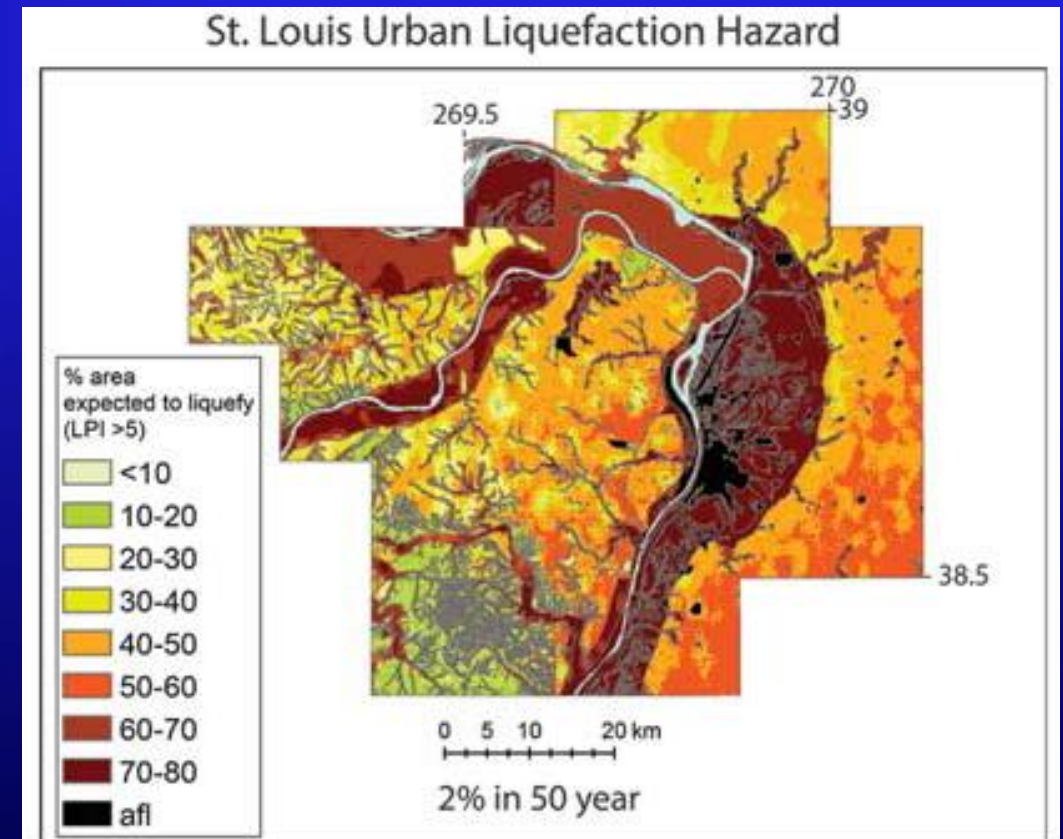 St. Louis Urban Liquefaction Hazard
270
269.5
39
% area
expected to liquefy
(LPI >5)
<10
10-20
20-30
30-40
40-50
50-60
60-70
70-80
afl
38.5
0 5 10 20 km
2% in 50 year